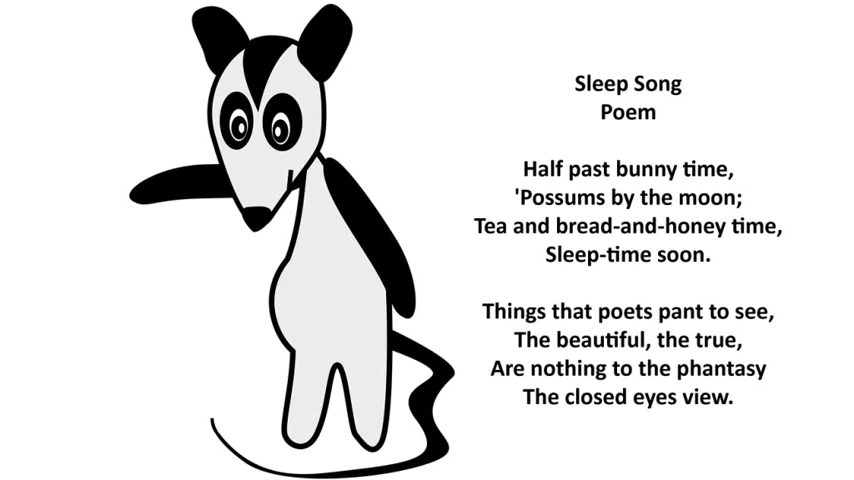 Sleep Song
Poem
Half past bunny time,
'Possums by the moon;
Tea and bread-and-honey time,
Sleep-time soon.
Things that poets pant to see,
The beautiful, the true,
Are nothing to the phantasy
The closed eyes view.